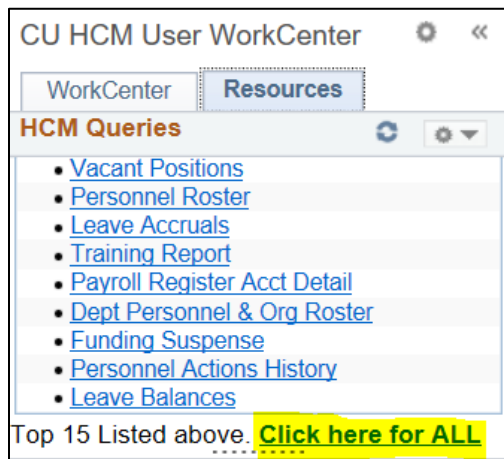 CU HCM User WorkCenter
WorkCenter Resources
HCM Queries
• Vacant Positions
• Personnel Roster
• Leave Accruals
• Training Report
• Payroll Register Acct Detail
• Dept Personnel & Org Roster
• Funding Suspense
• Personnel Actions History
• Leave Balances
Top 15 Listed above. Click here for ALL